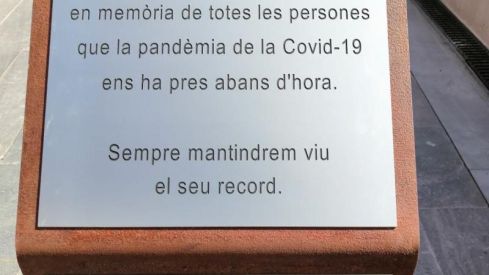 en memòria de totes les persones
que la pandèmia de la Covid-19
ens ha pres abans d'hora.
Sempre mantindrem viu
el seu record.